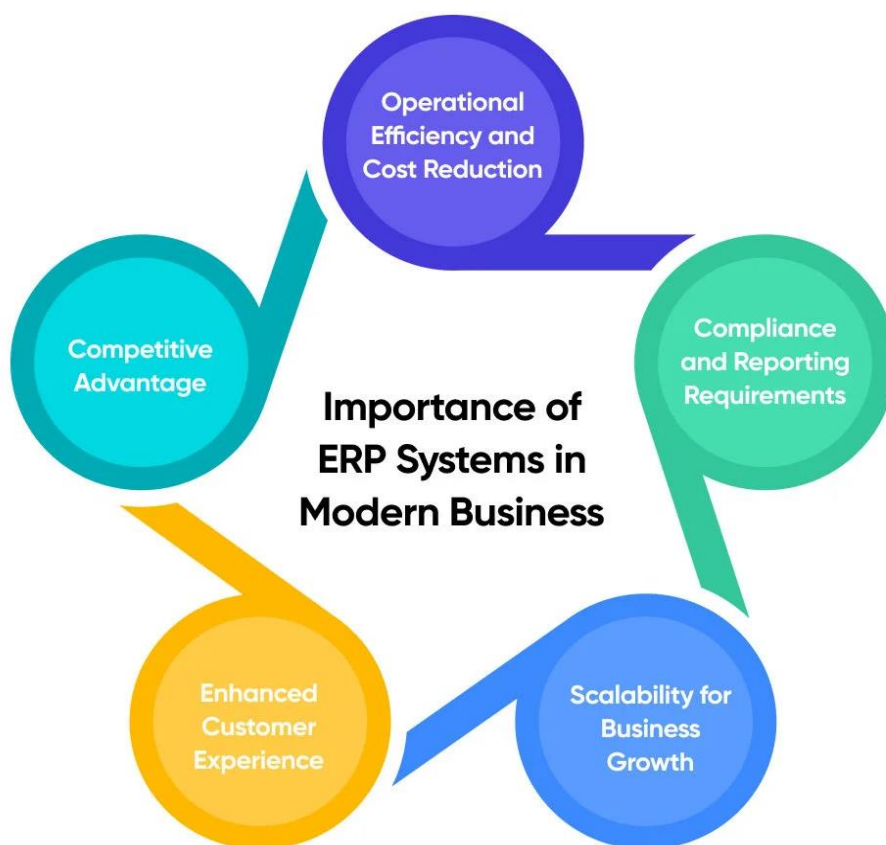 Operational
Efficiency and
Cost Reduction
Compliance
and Reporting
Requirements
Scalability for
Business
Growth
Enhanced
Customer
Experience
Competitive
Advantage
Importance of
ERP Systems in
Modern Business